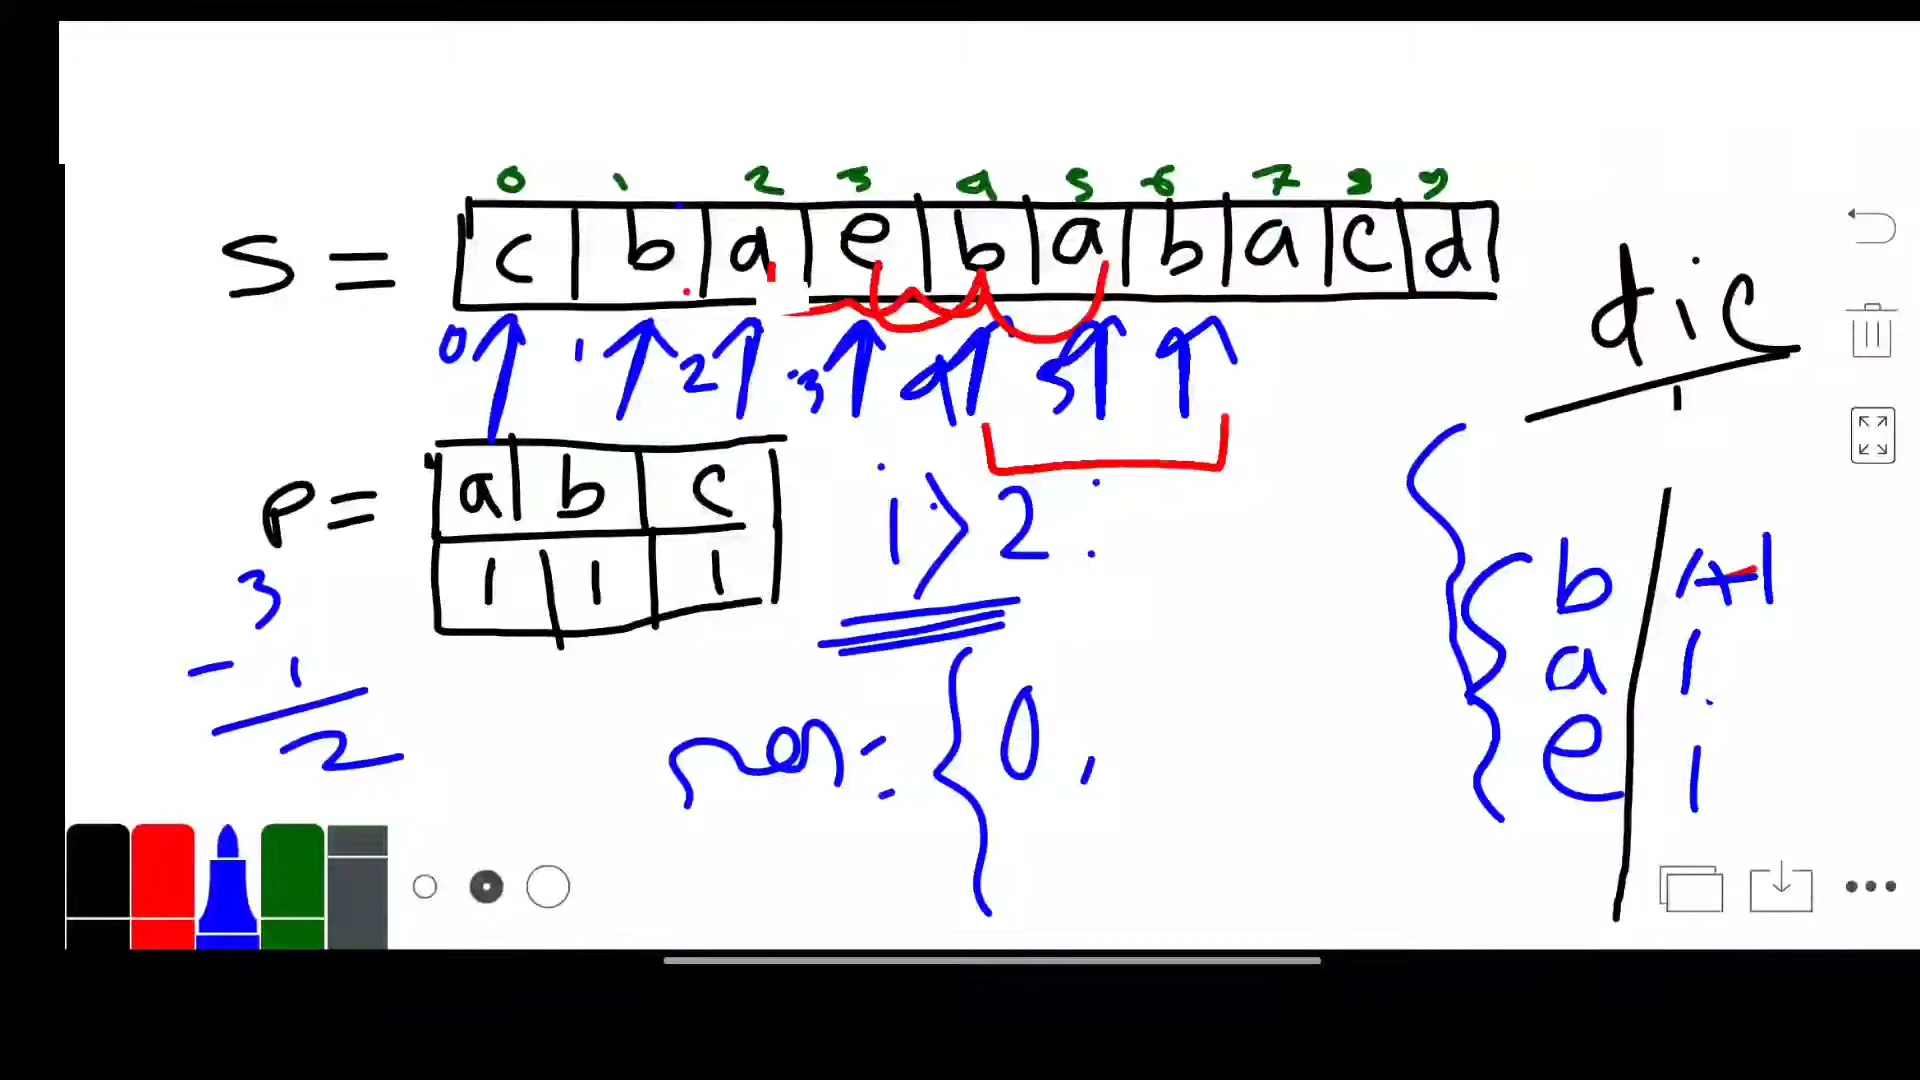 0 1 2 3 4 5 6 7 8 9
S = c b a e b a b a c d
0 1 2 3 4 5
dic
P = a b c
1 1 1
i > 2 :
3
- 1
2
res = { 0 ,
b 1+1
a 1
e 1